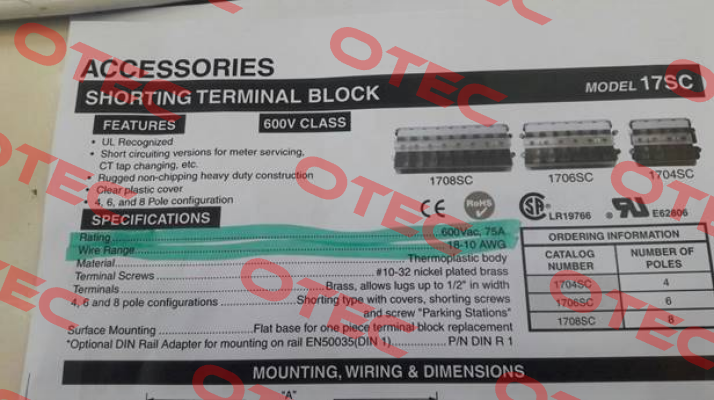 ACCESSORIES
SHORTING TERMINAL BLOCK MODEL 17SC
FEATURES 600V CLASS
• UL Recognized
• Short circuiting versions for meter servicing,
CT tap changing, etc.
• Rugged non-chipping heavy duty construction
• Clear plastic cover
• 4, 6, and 8 Pole configuration
1708SC 1706SC 1704SC
CE RoHS SA LR19766 UR E62806
SPECIFICATIONS
Rating 600Vac, 75A
Wire Range 18-10 AWG
Material Thermoplastic body
Terminal Screws #10-32 nickel plated brass
Terminals Brass, allows lugs up to 1/2" in width
4, 6 and 8 pole configurations Shorting type with covers, shorting screws
and screw "Parking Stations"
Surface Mounting Flat base for one piece terminal block replacement
*Optional DIN Rail Adapter for mounting on rail EN50035(DIN 1) P/N DIN R 1
ORDERING INFORMATION
CATALOG NUMBER NUMBER OF POLES
1704SC 4
1706SC 6
1708SC 8
MOUNTING, WIRING & DIMENSIONS
"A"
OTEC